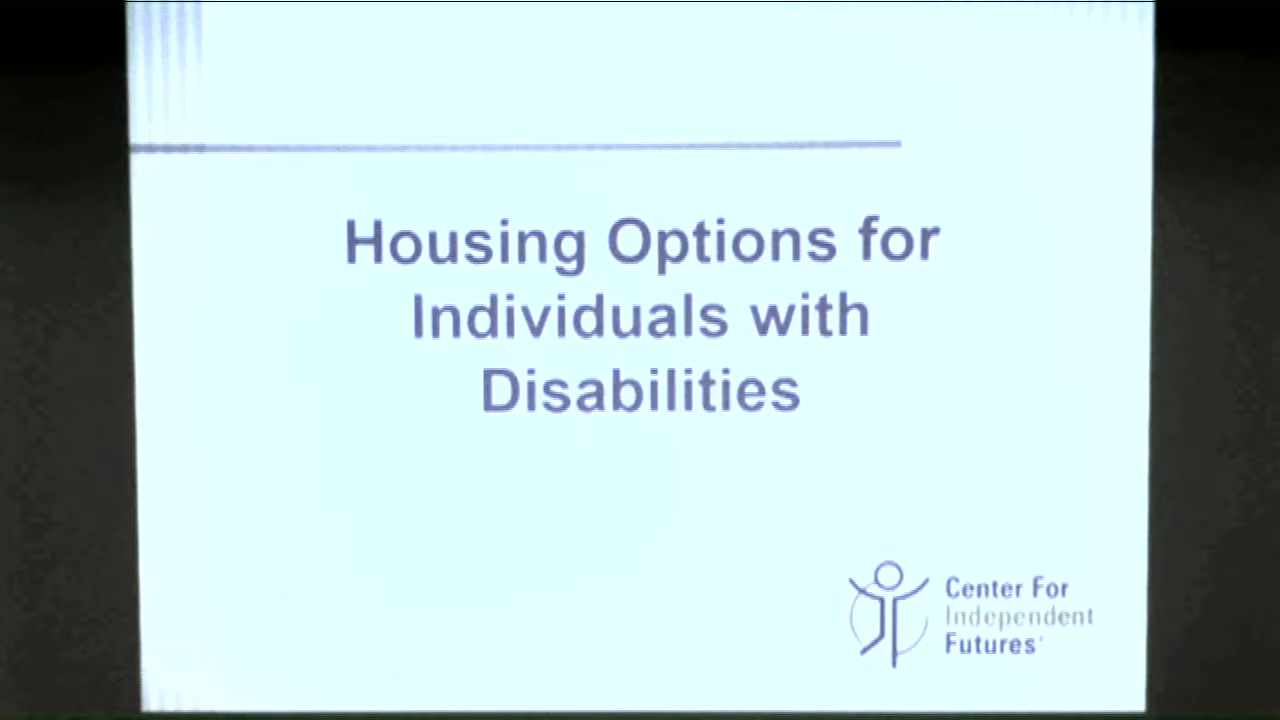 Housing Options for
Individuals with
Disabilities
Center For
Independent
Futures